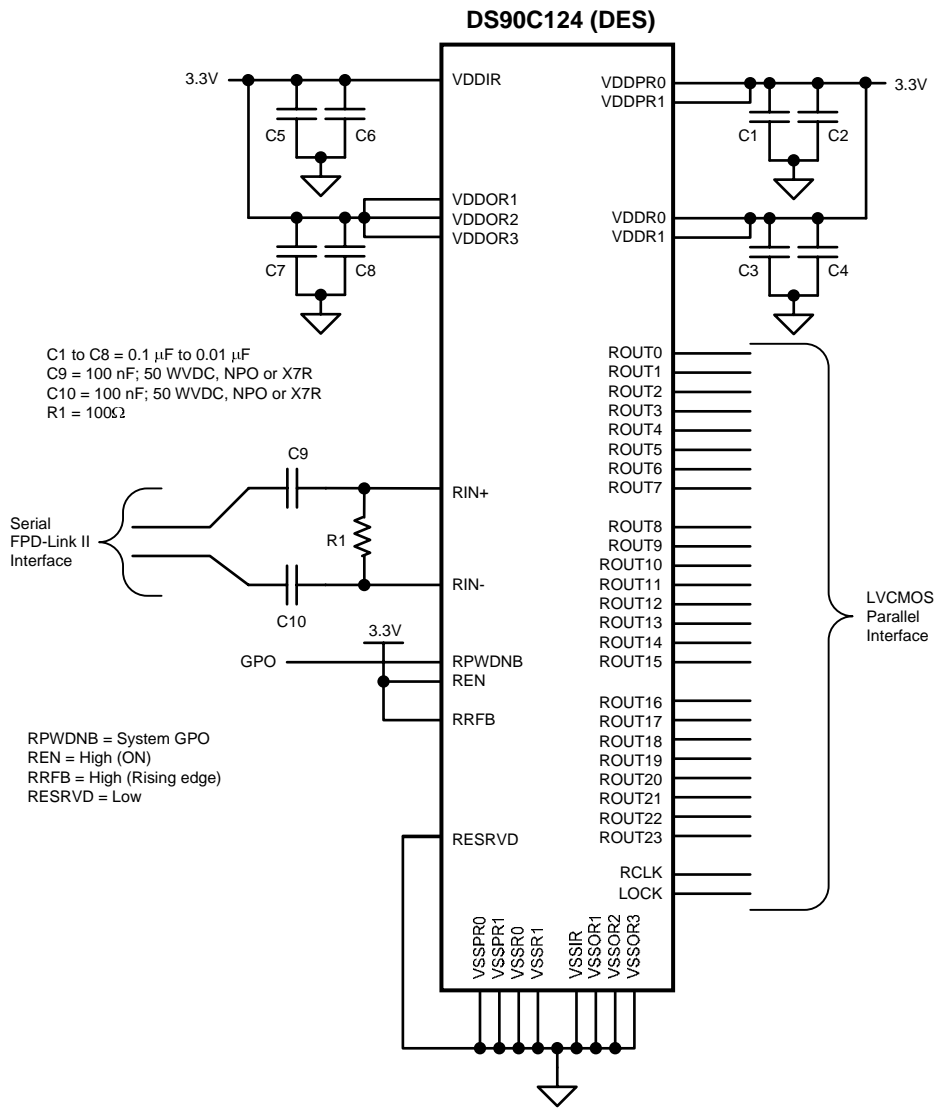 DS90C124 (DES)
3.3V
VDDIR
C5
C6
VDDOR1
VDDOR2
VDDOR3
C7
C8
VDDPR0
VDDPR1
3.3V
C1
C2
VDDR0
VDDR1
C3
C4
C1 to C8 = 0.1 μF to 0.01 μF
C9 = 100 nF; 50 WVDC, NPO or X7R
C10 = 100 nF; 50 WVDC, NPO or X7R
R1 = 100Ω
C9
RIN+
Serial
FPD-Link II
Interface
R1
RIN-
C10
3.3V
GPO
RPWDNB
REN
RRFB
RPWDNB = System GPO
REN = High (ON)
RRFB = High (Rising edge)
RESRVD = Low
RESRVD
ROUT0
ROUT1
ROUT2
ROUT3
ROUT4
ROUT5
ROUT6
ROUT7
ROUT8
ROUT9
ROUT10
ROUT11
ROUT12
ROUT13
ROUT14
ROUT15
ROUT16
ROUT17
ROUT18
ROUT19
ROUT20
ROUT21
ROUT22
ROUT23
RCLK
LOCK
LVCMOS
Parallel
Interface
VSSPR0
VSSPR1
VSSR0
VSSR1
VSSIR
VSSOR1
VSSOR2
VSSOR3